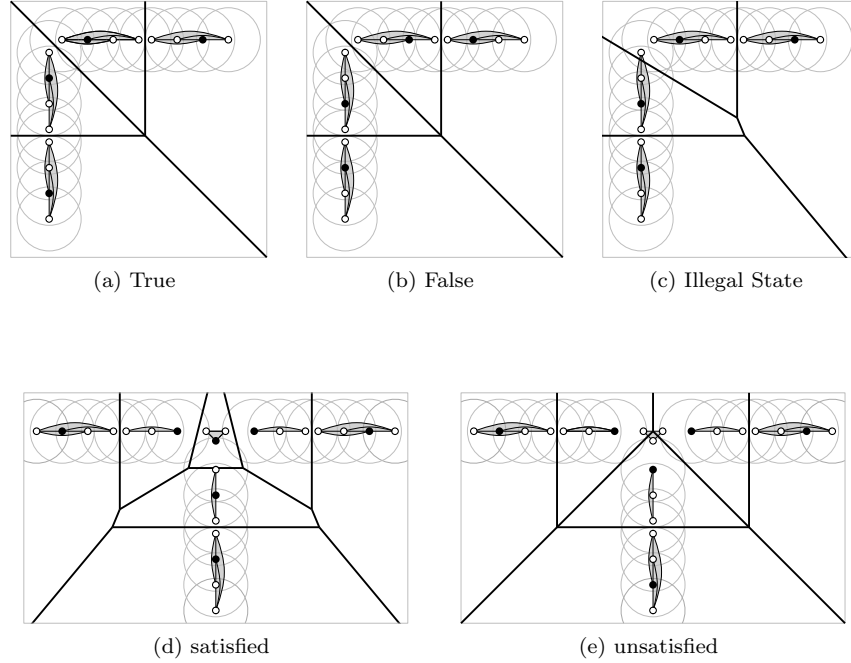 (a) True
(b) False
(c) Illegal State
(d) satisfied
(e) unsatisfied